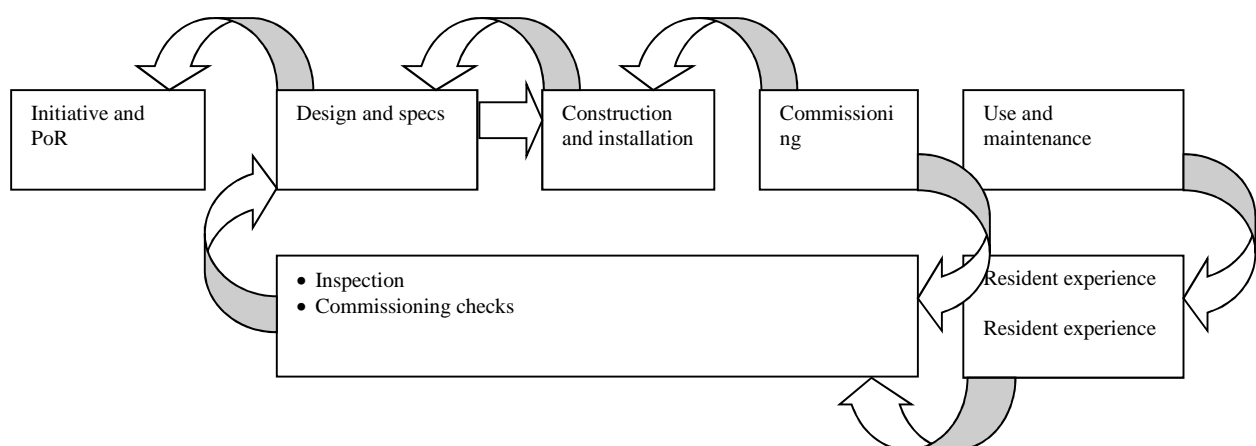 Initiative and
PoR
Design and specs
Construction
and installation
Commissioni
ng
Use and
maintenance
• Inspection
• Commissioning checks
Resident experience
Resident experience